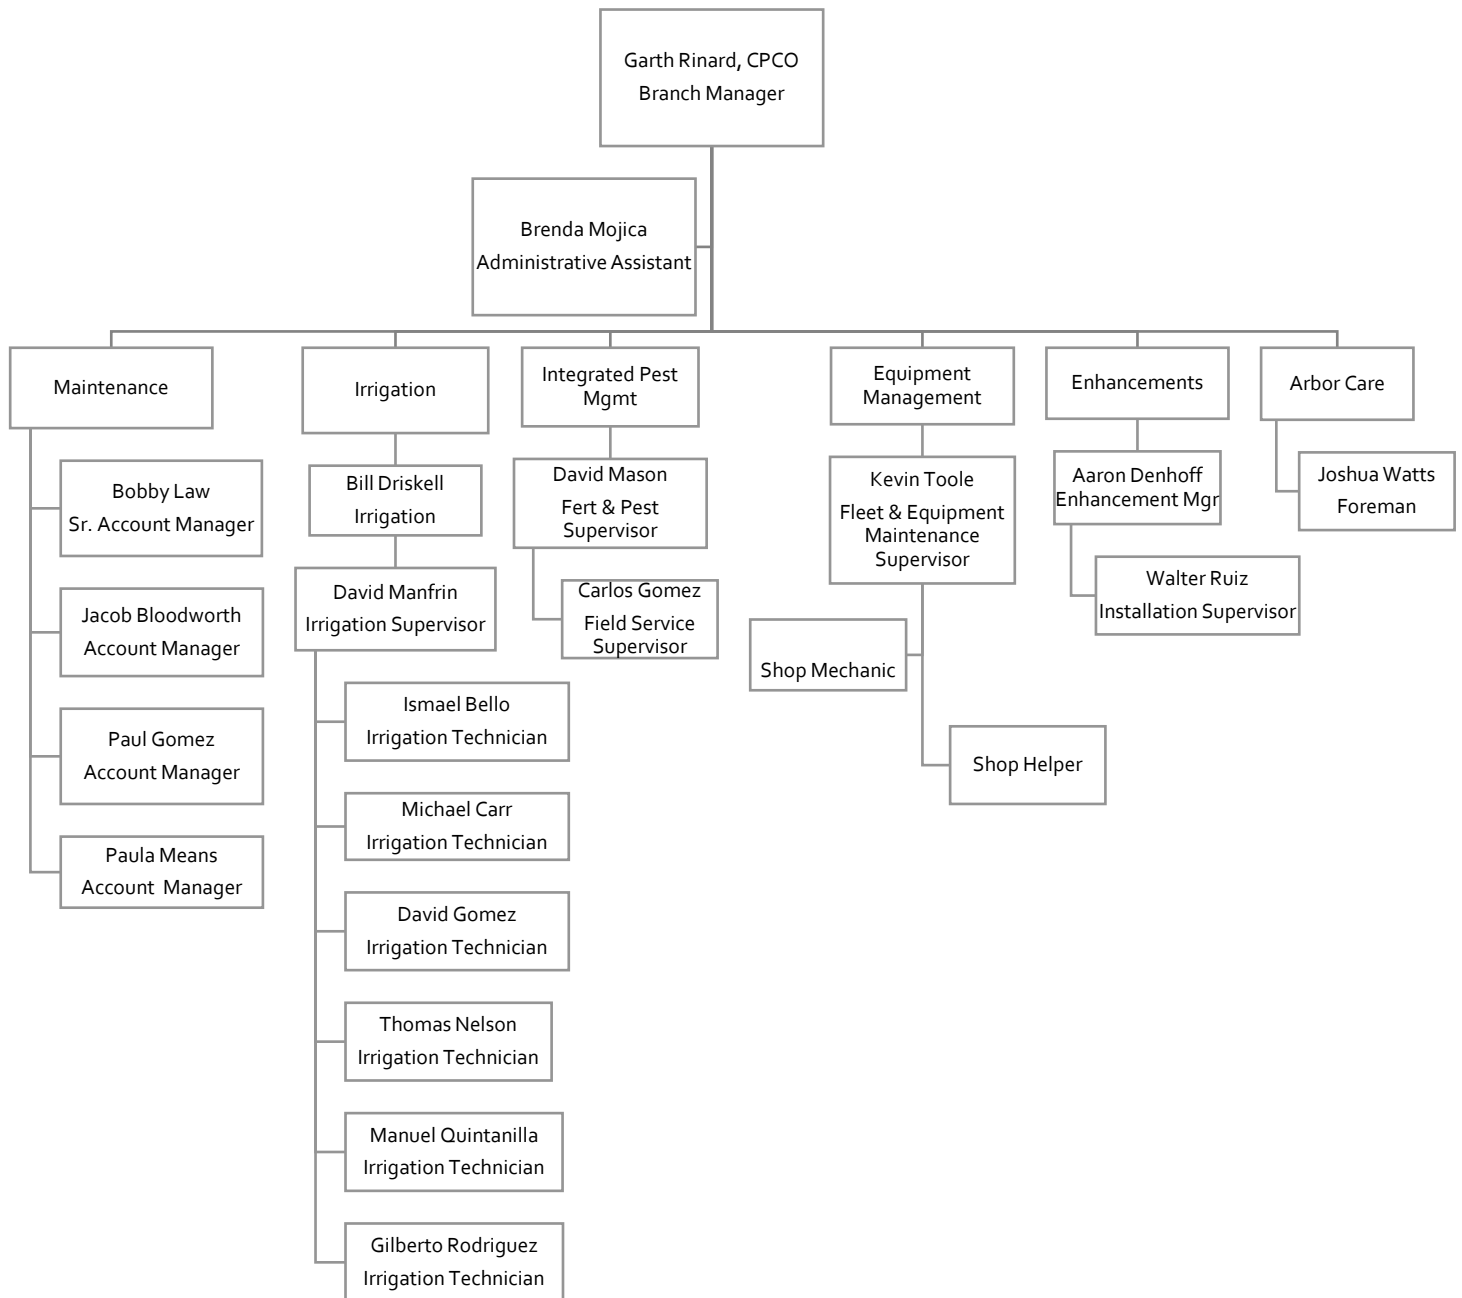 Garth Rinard, CPCO
Branch Manager
Brenda Mojica
Administrative Assistant
Maintenance
Bobby Law
Sr. Account Manager
Jacob Bloodworth
Account Manager
Paul Gomez
Account Manager
Paula Means
Account Manager
Irrigation
Bill Driskell
Irrigation
David Manfrin
Irrigation Supervisor
Ismael Bello
Irrigation Technician
Michael Carr
Irrigation Technician
David Gomez
Irrigation Technician
Thomas Nelson
Irrigation Technician
Manuel Quintanilla
Irrigation Technician
Gilberto Rodriguez
Irrigation Technician
Integrated Pest
Mgmt
David Mason
Fert & Pest
Supervisor
Carlos Gomez
Field Service
Supervisor
Equipment
Management
Kevin Toole
Fleet & Equipment
Maintenance
Supervisor
Shop Mechanic
Shop Helper
Enhancements
Aaron Denhoff
Enhancement Mgr
Walter Ruiz
Installation Supervisor
Arbor Care
Joshua Watts
Foreman